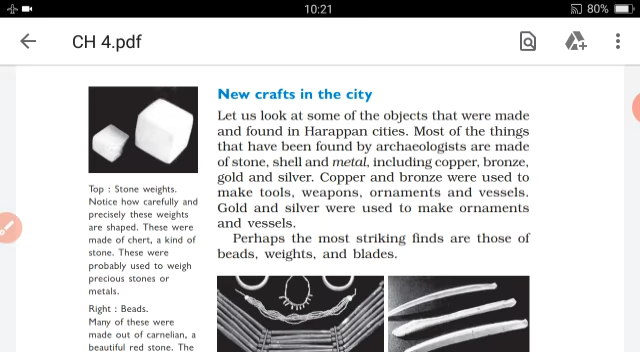 10:21
80%
CH 4.pdf
New crafts in the city
Let us look at some of the objects that were made
and found in Harappan cities. Most of the things
that have been found by archaeologists are made
of stone, shell and metal, including copper, bronze,
gold and silver. Copper and bronze were used to
make tools, weapons, ornaments and vessels.
Gold and silver were used to make ornaments
and vessels.
Perhaps the most striking finds are those of
beads, weights, and blades.
Top : Stone weights.
Notice how carefully and
precisely these weights
are shaped. These were
made of chert, a kind of
stone. These were
probably used to weigh
precious stones or
metals.
Right : Beads.
Many of these were
made out of carnelian, a
beautiful red stone. The